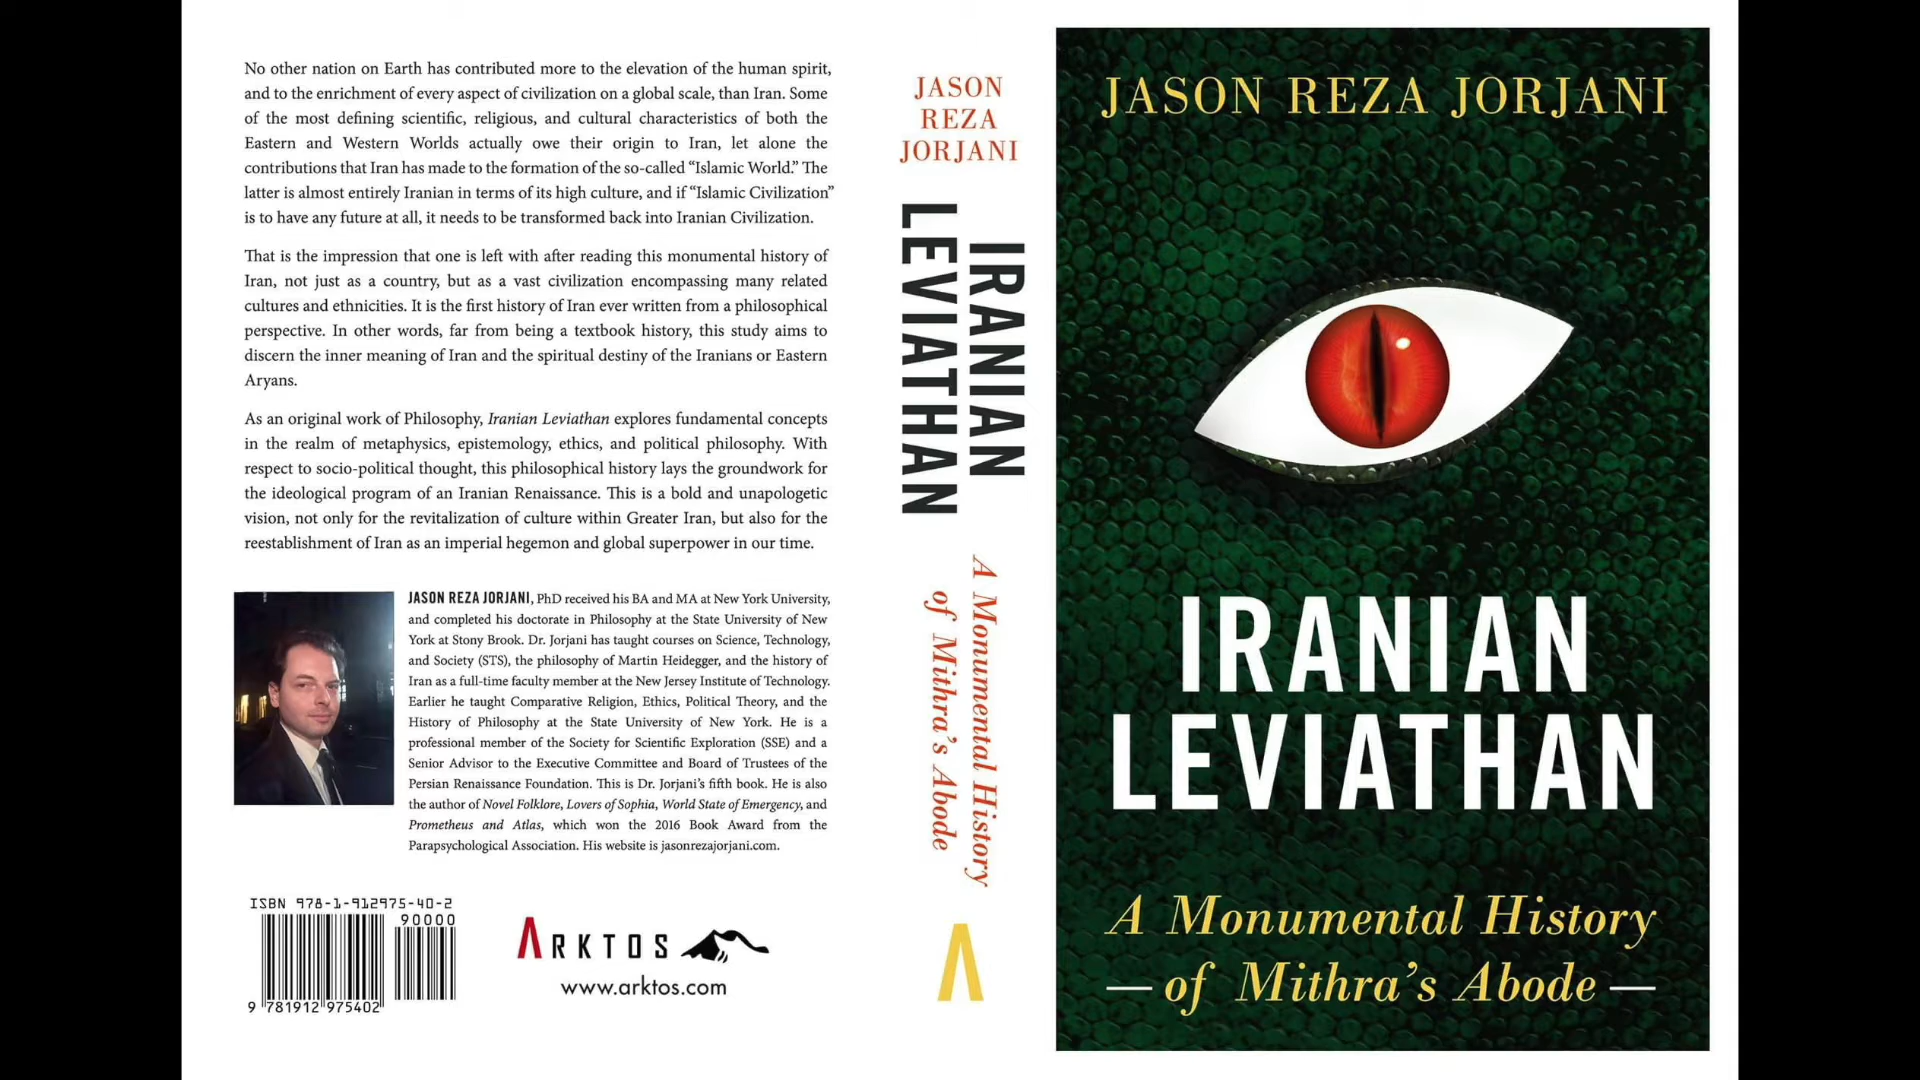 No other nation on Earth has contributed more to the elevation of the human spirit,
and to the enrichment of every aspect of civilization on a global scale, than Iran. Some
of the most defining scientific, religious, and cultural characteristics of both the
Eastern and Western Worlds actually owe their origin to Iran, let alone the
contributions that Iran has made to the formation of the so-called “Islamic World.” The
latter is almost entirely Iranian in terms of its high culture, and if “Islamic Civilization”
is to have any future at all, it needs to be transformed back into Iranian Civilization.
That is the impression that one is left with after reading this monumental history of
Iran, not just as a country, but as a vast civilization encompassing many related
cultures and ethnicities. It is the first history of Iran ever written from a philosophical
perspective. In other words, far from being a textbook history, this study aims to
discern the inner meaning of Iran and the spiritual destiny of the Iranians or Eastern
Aryans.
As an original work of Philosophy, Iranian Leviathan explores fundamental concepts
in the realm of metaphysics, epistemology, ethics, and political philosophy. With
respect to socio-political thought, this philosophical history lays the groundwork for
the ideological program of an Iranian Renaissance. This is a bold and unapologetic
vision, not only for the revitalization of culture within Greater Iran, but also for the
reestablishment of Iran as an imperial hegemon and global superpower in our time.
JASON REZA JORJANI, PhD received his BA and MA at New York University,
and completed his doctorate in Philosophy at the State University of New
York at Stony Brook. Dr. Jorjani has taught courses on Science, Technology,
and Society (STS), the philosophy of Martin Heidegger, and the history of
Iran as a full-time faculty member at the New Jersey Institute of Technology.
Earlier he taught Comparative Religion, Ethics, Political Theory, and the
History of Philosophy at the State University of New York. He is a
professional member of the Society for Scientific Exploration (SSE) and a
Senior Advisor to the Executive Committee and Board of Trustees of the
Persian Renaissance Foundation. This is Dr. Jorjani’s fifth book. He is also
the author of Novel Folklore, Lovers of Sophia, World State of Emergency, and
Prometheus and Atlas, which won the 2016 Book Award from the
Parapsychological Association. His website is jasonrezajorjani.com.
ISBN 978-1-912975-40-2
90000
9 781912 975402
ARKTOS
www.arktos.com
JASON
REZA
JORJANI
IRANIAN
LEVIATHAN
A Monumental History
of Mithra’s Abode
JASON REZA JORJANI
IRANIAN
LEVIATHAN
A Monumental History
— of Mithra’s Abode —